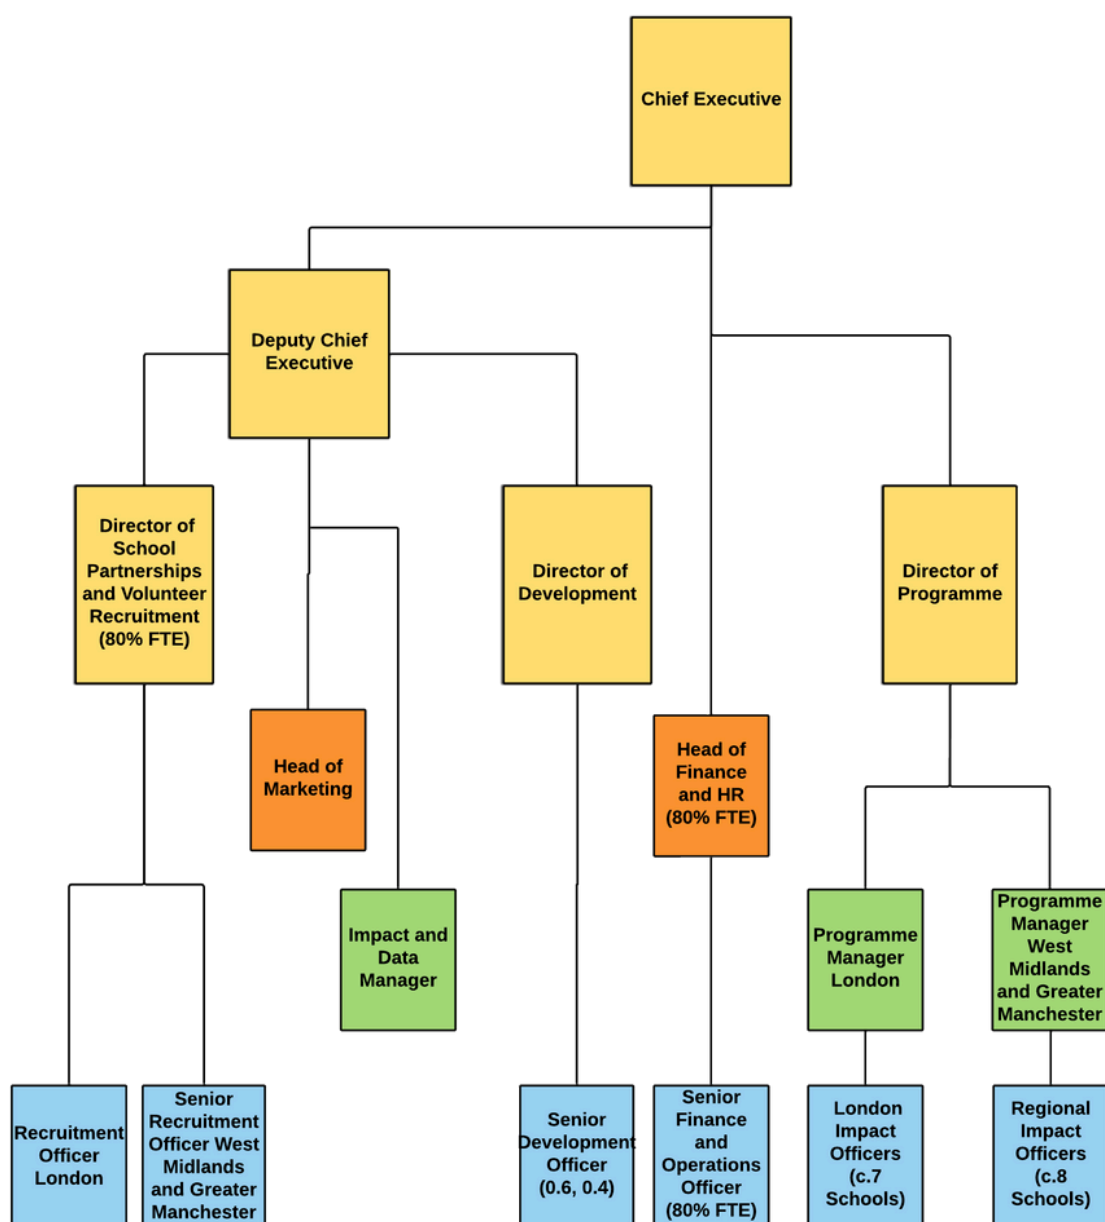 Chief Executive
Deputy Chief
Executive
Director of
School
Partnerships
and Volunteer
Recruitment
(80% FTE)
Director of
Development
Director of
Programme
Head of
Marketing
Head of
Finance
and HR
(80% FTE)
Impact and
Data
Manager
Programme
Manager
London
Programme
Manager
West
Midlands
and Greater
Manchester
Recruitment
Officer
London
Senior
Recruitment
Officer West
Midlands
and Greater
Manchester
Senior
Development
Officer
(0.6, 0.4)
Senior
Finance
and
Operations
Officer
(80% FTE)
London
Impact
Officers
(c.7
Schools)
Regional
Impact
Officers
(c.8
Schools)